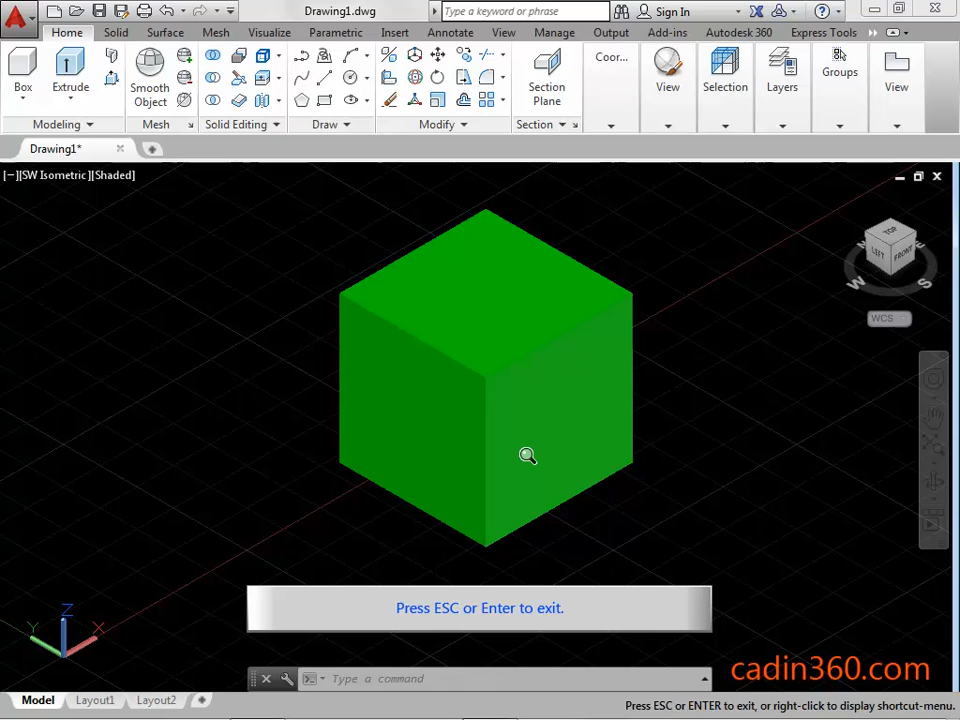 Drawing1.dwg
Type a keyword or phrase
Sign In
Home Solid Surface Mesh Visualize Parametric Insert Annotate View Manage Output Add-ins Autodesk 360 Express Tools
Box
Extrude
Smooth
Object
Section
Plane
Coor...
View
Selection
Layers
Groups
View
Modeling
Mesh
Solid Editing
Draw
Modify
Section
Drawing1*
[−][SW Isometric][Shaded]
TOP
LEFT
FRONT
N
E
W
S
WCS
Z
Y
X
Press ESC or Enter to exit.
Type a command
cadin360.com
Model Layout1 Layout2
Press ESC or ENTER to exit, or right-click to display shortcut-menu.